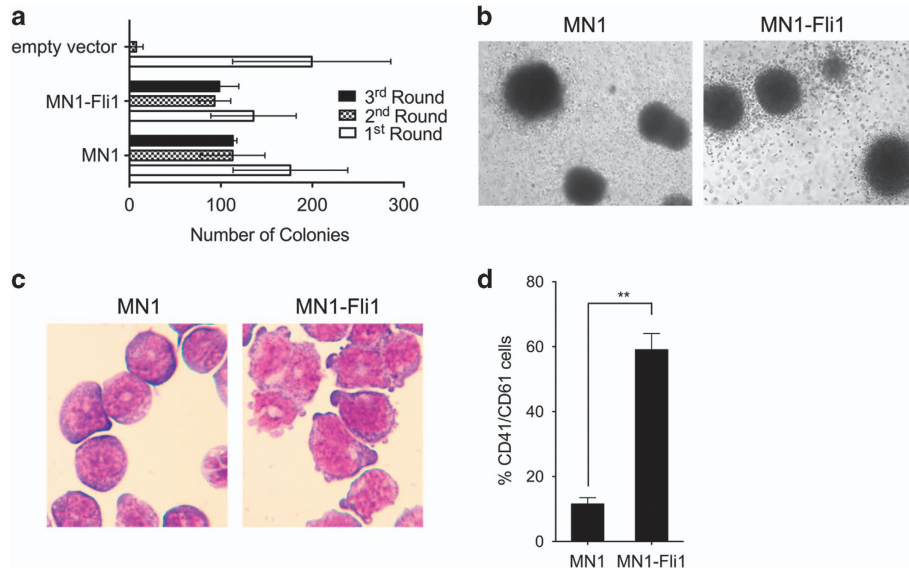 a
empty vector
MN1-Fli1
MN1
3rd Round
2nd Round
1st Round
0 100 200 300
Number of Colonies
b
MN1 MN1-Fli1
c
MN1 MN1-Fli1
d
80
60
40
20
0
% CD41/CD61 cells
**
MN1 MN1-Fli1